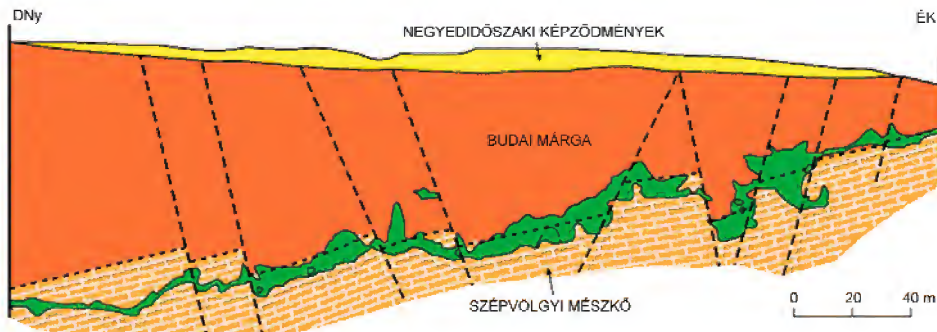 DNy
ÉK
NEGYEDIDŐSZAKI KÉPZŐDMÉNYEK
BUDAI MÁRGA
SZÉPVÖLGYI MÉSZKŐ
0 20 40 m